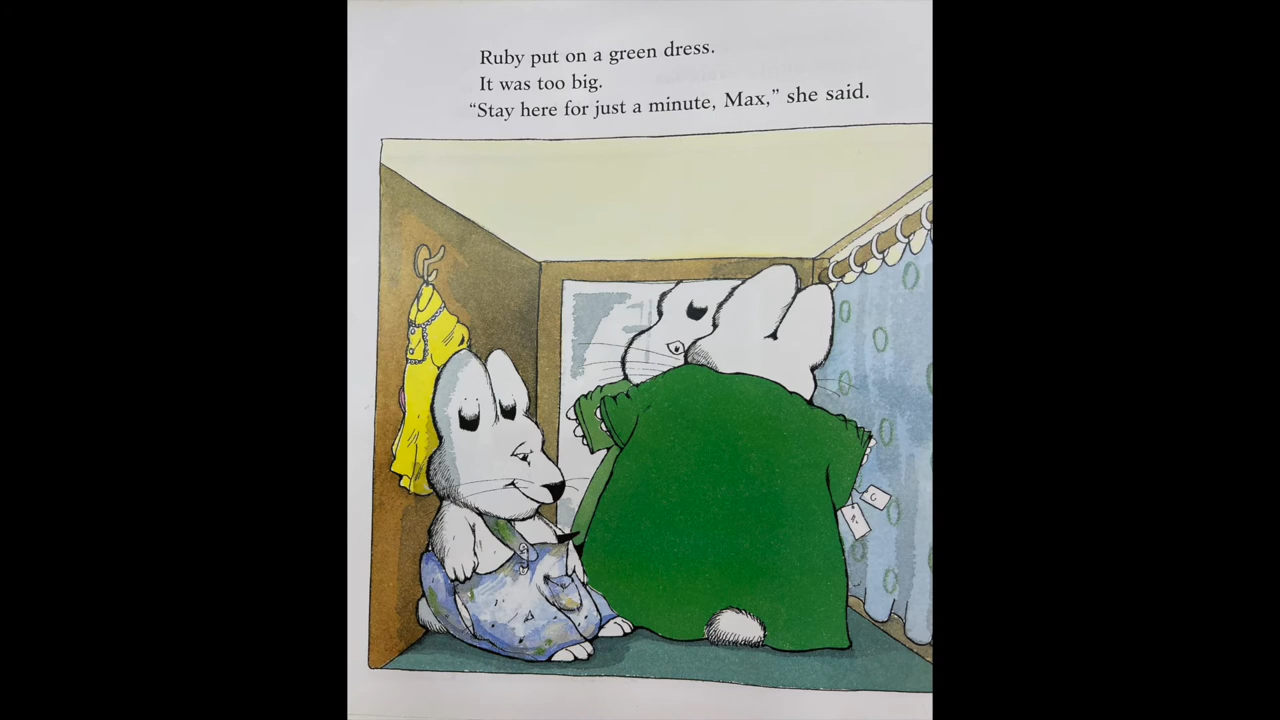 Ruby put on a green dress.
It was too big.
“Stay here for just a minute, Max,” she said.